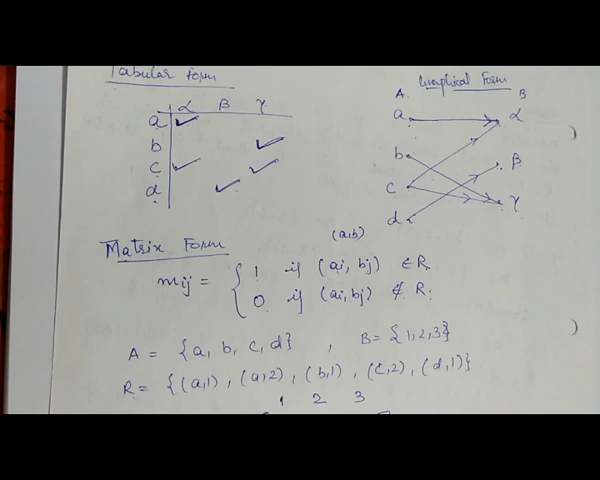 Tabular Form
α β γ
a ✓
b ✓
c ✓ ✓
d ✓
Graphical Form
A B
a α
b β
c γ
d
(a,b)
Matrix Form
mij = { 1 if (ai, bj) ∈ R.
0 if (ai, bj) ∉ R.
A = {a, b, c, d} , B = {1,2,3}
R = {(a,1), (a,2), (b,1), (c,2), (d,1)}
1 2 3